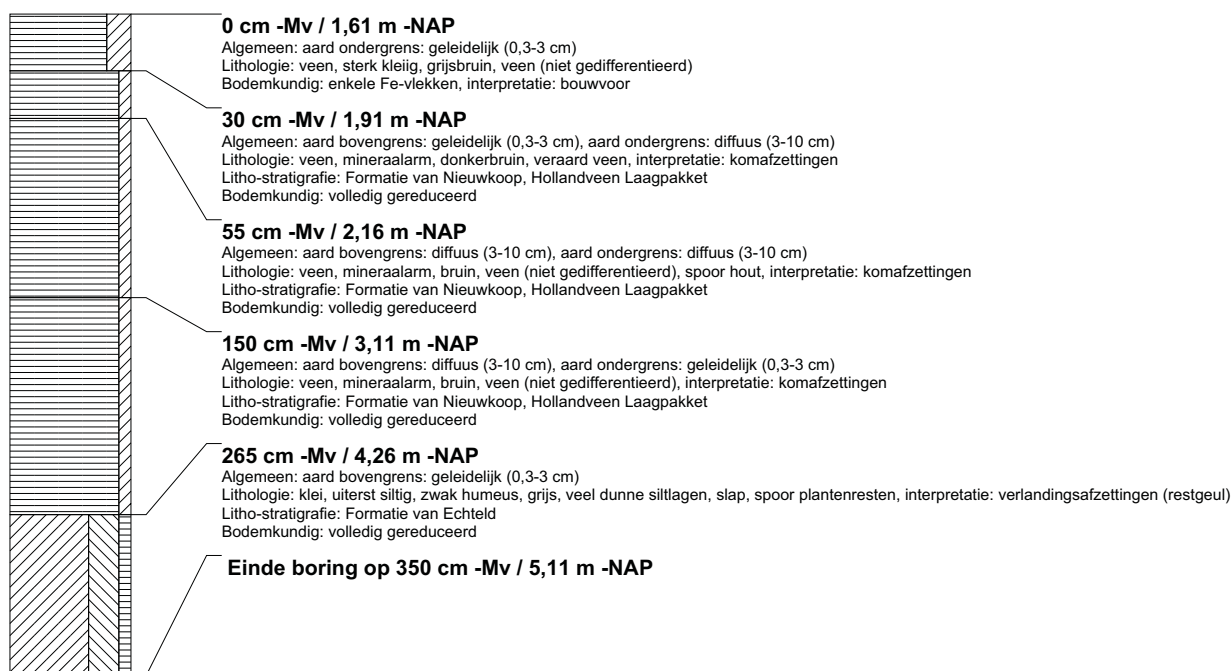 0 cm -Mv / 1,61 m -NAP
Algemeen: aard ondergrens: geleidelijk (0,3-3 cm)
Lithologie: veen, sterk kleiig, grijsbruin, veen (niet gedifferentieerd)
Bodemkundig: enkele Fe-vlekken, interpretatie: bouwvoor
30 cm -Mv / 1,91 m -NAP
Algemeen: aard bovengrens: geleidelijk (0,3-3 cm), aard ondergrens: diffuus (3-10 cm)
Lithologie: veen, mineraalarm, donkerbruin, veraard veen, interpretatie: komafzettingen
Litho-stratigrafie: Formatie van Nieuwkoop, Hollandveen Laagpakket
Bodemkundig: volledig gereduceerd
55 cm -Mv / 2,16 m -NAP
Algemeen: aard bovengrens: diffuus (3-10 cm), aard ondergrens: diffuus (3-10 cm)
Lithologie: veen, mineraalarm, bruin, veen (niet gedifferentieerd), spoor hout, interpretatie: komafzettingen
Litho-stratigrafie: Formatie van Nieuwkoop, Hollandveen Laagpakket
Bodemkundig: volledig gereduceerd
150 cm -Mv / 3,11 m -NAP
Algemeen: aard bovengrens: diffuus (3-10 cm), aard ondergrens: geleidelijk (0,3-3 cm)
Lithologie: veen, mineraalarm, bruin, veen (niet gedifferentieerd), interpretatie: komafzettingen
Litho-stratigrafie: Formatie van Nieuwkoop, Hollandveen Laagpakket
Bodemkundig: volledig gereduceerd
265 cm -Mv / 4,26 m -NAP
Algemeen: aard bovengrens: geleidelijk (0,3-3 cm)
Lithologie: klei, uiterst siltig, zwak humeus, grijs, veel dunne siltlagen, slap, spoor plantenresten, interpretatie: verlandingsafzettingen (restgeul)
Litho-stratigrafie: Formatie van Echteld
Bodemkundig: volledig gereduceerd
Einde boring op 350 cm -Mv / 5,11 m -NAP